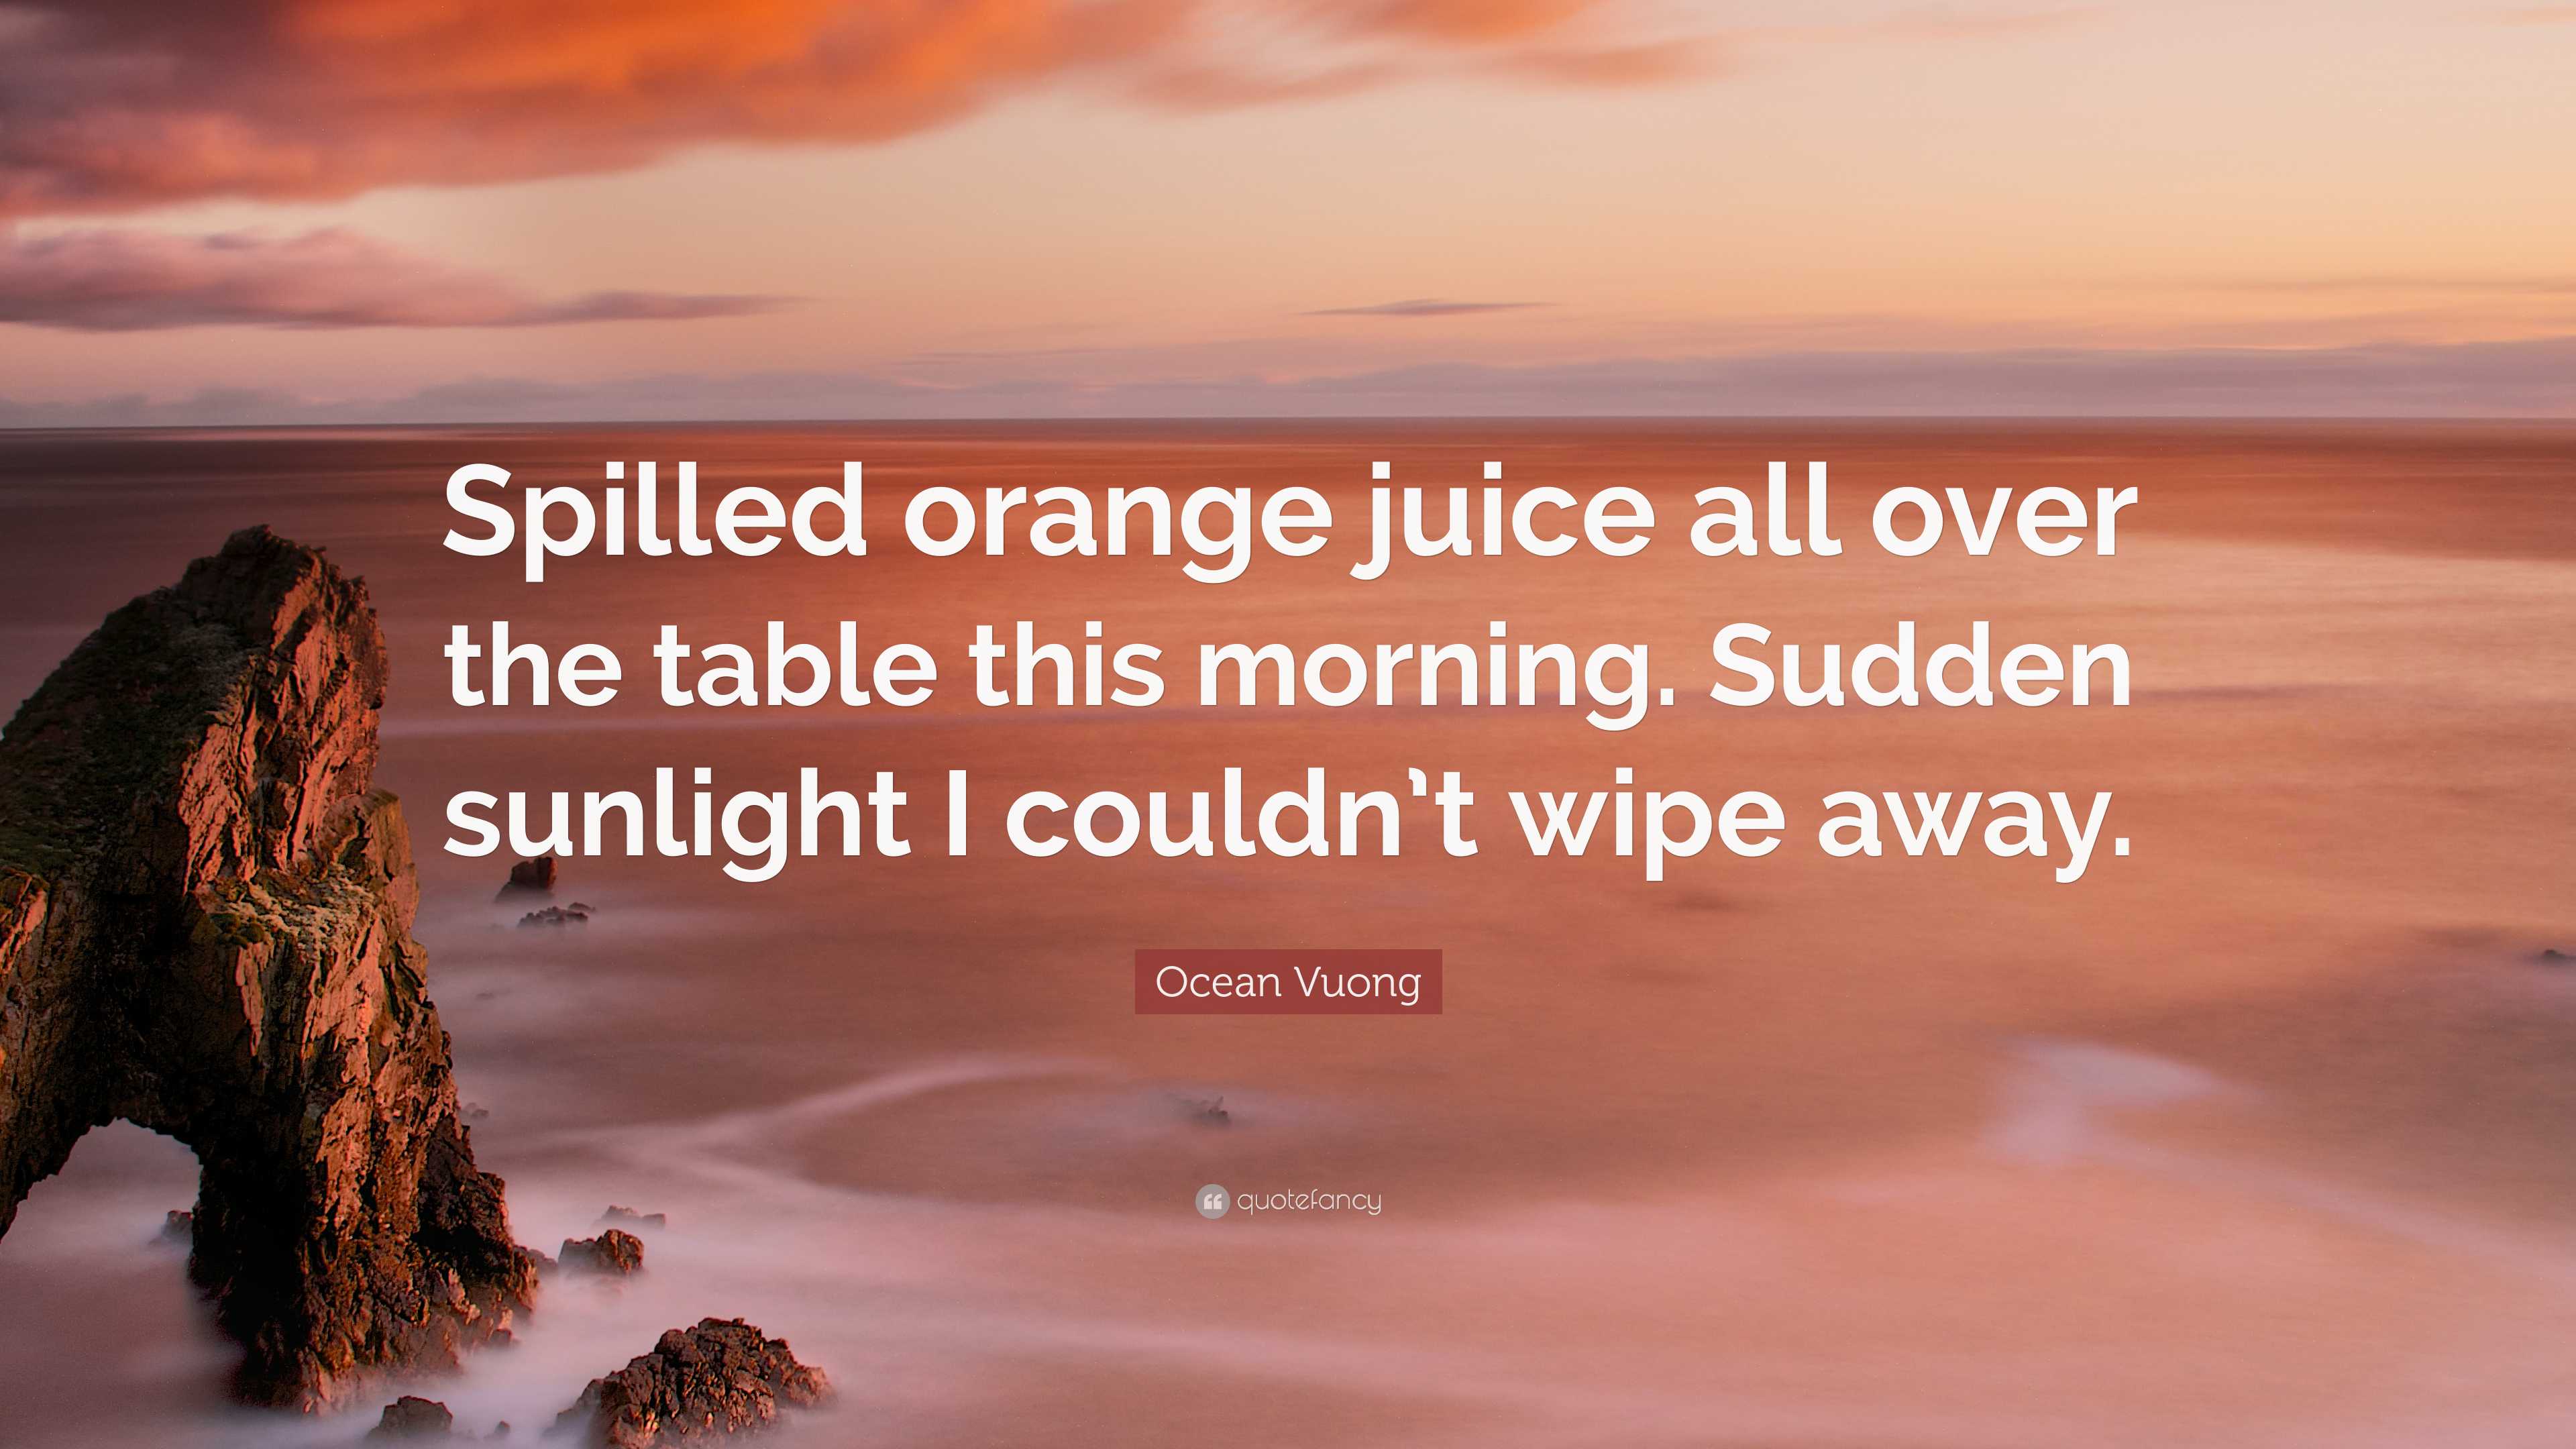 Spilled orange juice all over
the table this morning. Sudden
sunlight I couldn’t wipe away.
Ocean Vuong
quotefancy